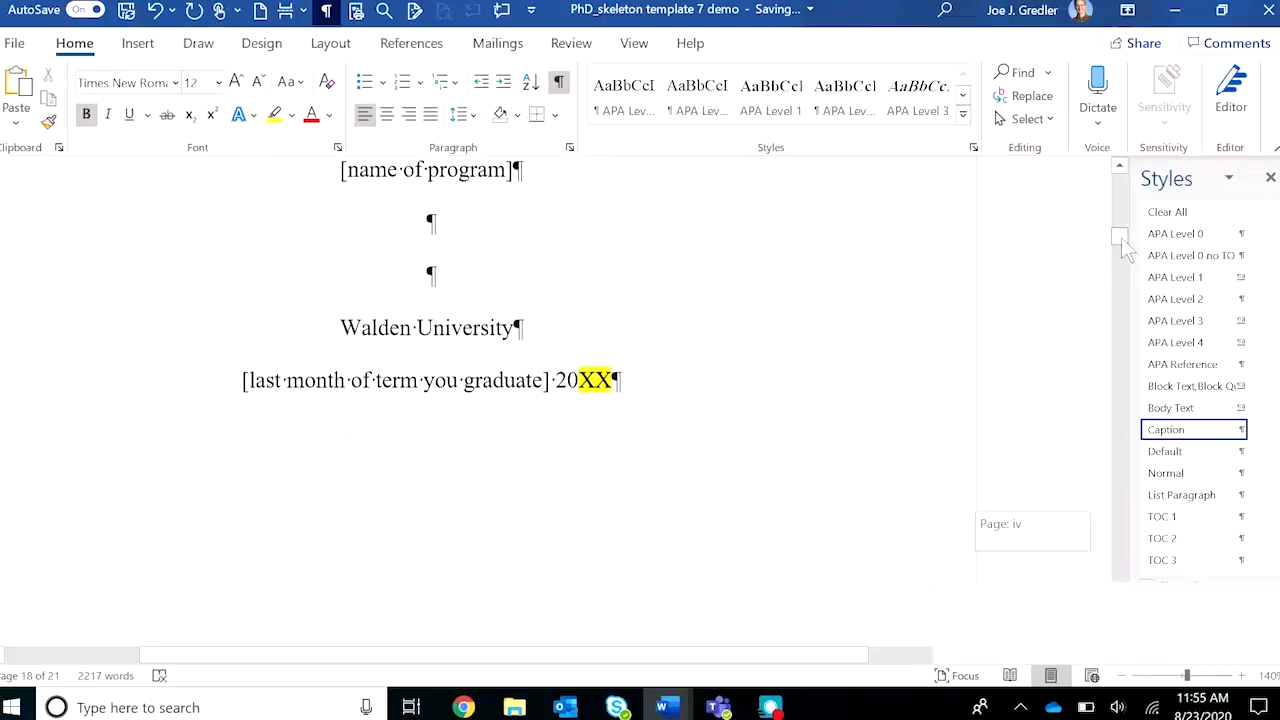 AutoSave On
PhD_skeleton template 7 demo - Saving...
Joe J. Gredler
File Home Insert Draw Design Layout References Mailings Review View Help
Share Comments
Paste
Times New Roma 12
Aa
B I U ab x2 x2 A A
AaBbCcI AaBbCcI AaBbCcI AaBbCcI AaBbCc.
¶ APA Lev... ¶ APA Lev... APA Level 1 ¶ APA Lev... APA Level 3
Find
Replace
Select
Dictate
Sensitivity
Editor
Clipboard Font Paragraph Styles Editing Voice Sensitivity Editor
[name·of·program]¶
¶
¶
Walden·University¶
[last·month·of·term·you·graduate]·20XX¶
Page: iv
Styles
Clear All
APA Level 0 ¶
APA Level 0 no TO ¶
APA Level 1
APA Level 2 ¶
APA Level 3
APA Level 4
APA Reference ¶
Block Text,Block Qu
Body Text
Caption ¶
Default ¶
Normal ¶
List Paragraph ¶
TOC 1 ¶
TOC 2 ¶
TOC 3 ¶
age 18 of 21 2217 words
Focus
140%
Type here to search
11:55 AM
8/23/2020